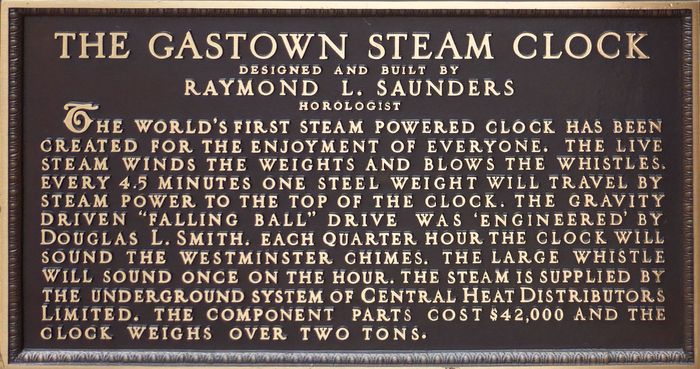 THE GASTOWN STEAM CLOCK
DESIGNED AND BUILT BY
RAYMOND L. SAUNDERS
HOROLOGIST
THE WORLD'S FIRST STEAM POWERED CLOCK HAS BEEN
CREATED FOR THE ENJOYMENT OF EVERYONE. THE LIVE
STEAM WINDS THE WEIGHTS AND BLOWS THE WHISTLES.
EVERY 4.5 MINUTES ONE STEEL WEIGHT WILL TRAVEL BY
STEAM POWER TO THE TOP OF THE CLOCK. THE GRAVITY
DRIVEN "FALLING BALL" DRIVE WAS 'ENGINEERED' BY
DOUGLAS L. SMITH. EACH QUARTER HOUR THE CLOCK WILL
SOUND THE WESTMINSTER CHIMES. THE LARGE WHISTLE
WILL SOUND ONCE ON THE HOUR. THE STEAM IS SUPPLIED BY
THE UNDERGROUND SYSTEM OF CENTRAL HEAT DISTRIBUTORS
LIMITED. THE COMPONENT PARTS COST $42,000 AND THE
CLOCK WEIGHS OVER TWO TONS.